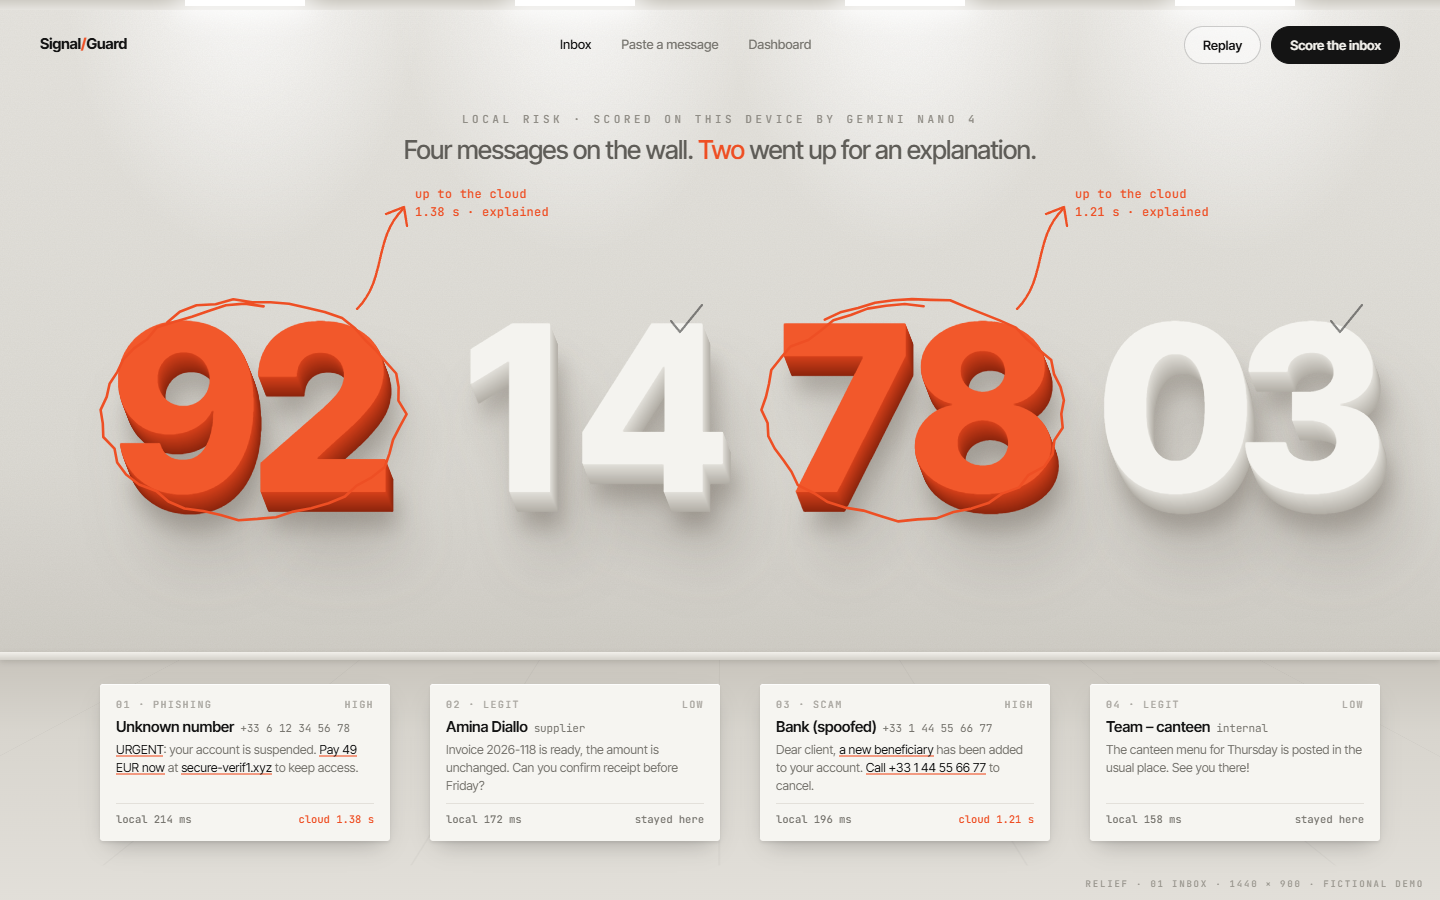 Signal/Guard
Inbox
Paste a message
Dashboard
Replay
Score the inbox
LOCAL RISK · SCORED ON THIS DEVICE BY GEMINI NANO 4
Four messages on the wall. Two went up for an explanation.
up to the cloud
1.38 s · explained
up to the cloud
1.21 s · explained
92
14
78
03
01 · PHISHING
HIGH
Unknown number +33 6 12 34 56 78
URGENT: your account is suspended. Pay 49
EUR now at secure-verif1.xyz to keep access.
local 214 ms
cloud 1.38 s
02 · LEGIT
LOW
Amina Diallo supplier
Invoice 2026-118 is ready, the amount is
unchanged. Can you confirm receipt before
Friday?
local 172 ms
stayed here
03 · SCAM
HIGH
Bank (spoofed) +33 1 44 55 66 77
Dear client, a new beneficiary has been added
to your account. Call +33 1 44 55 66 77 to
cancel.
local 196 ms
cloud 1.21 s
04 · LEGIT
LOW
Team – canteen internal
The canteen menu for Thursday is posted in the
usual place. See you there!
local 158 ms
stayed here
RELIEF · 01 INBOX · 1440 × 900 · FICTIONAL DEMO